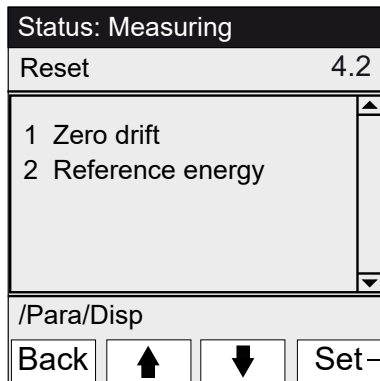 Status: Measuring
Reset 4.2
1 Zero drift
2 Reference energy
/Para/Disp
Back Set